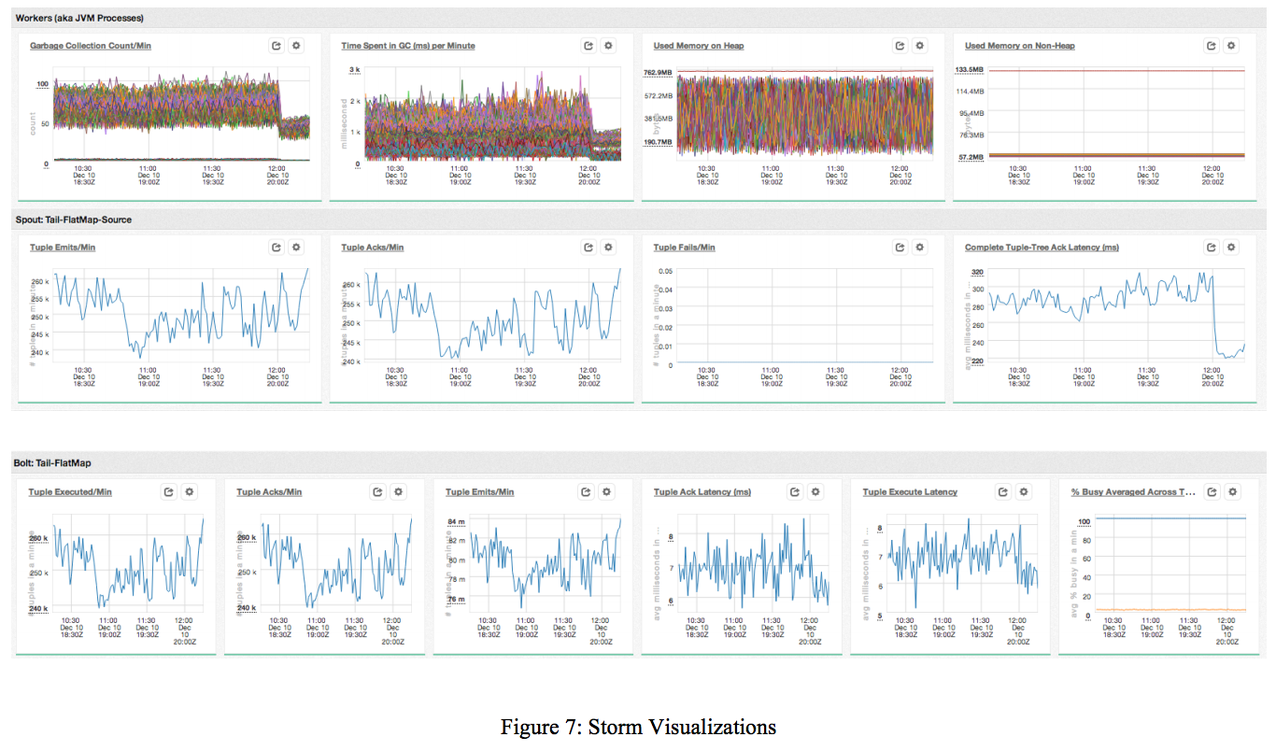 Workers (aka JVM Processes)
Garbage Collection Count/Min
count
100
50
0
10:30 11:00 11:30 12:00
Dec 10 Dec 10 Dec 10 Dec 10
18:30Z 19:00Z 19:30Z 20:00Z
Time Spent in GC (ms) per Minute
millisecondsd
3 k
2 k
1 k
0
10:30 11:00 11:30 12:00
Dec 10 Dec 10 Dec 10 Dec 10
18:30Z 19:00Z 19:30Z 20:00Z
Used Memory on Heap
762.9MB
572.2MB
190.7MB
10:30 11:00 11:30 12:00
Dec 10 Dec 10 Dec 10 Dec 10
18:30Z 19:00Z 19:30Z 20:00Z
Used Memory on Non-Heap
133.5MB
114.4MB
57.2MB
10:30 11:00 11:30 12:00
Dec 10 Dec 10 Dec 10 Dec 10
18:30Z 19:00Z 19:30Z 20:00Z
Spout: Tail-FlatMap-Source
Tuple Emits/Min
# tuples in a minute
260 k
255 k
250 k
245 k
240 k
10:30 11:00 11:30 12:00
Dec 10 Dec 10 Dec 10 Dec 10
18:30Z 19:00Z 19:30Z 20:00Z
Tuple Acks/Min
# tuples in a minute
260 k
255 k
250 k
245 k
240 k
10:30 11:00 11:30 12:00
Dec 10 Dec 10 Dec 10 Dec 10
18:30Z 19:00Z 19:30Z 20:00Z
Tuple Fails/Min
# tuples in a minute
0.05
0.04
0.03
0.02
0.01
0
10:30 11:00 11:30 12:00
Dec 10 Dec 10 Dec 10 Dec 10
18:30Z 19:00Z 19:30Z 20:00Z
Complete Tuple-Tree Ack Latency (ms)
avg milliseconds in ...
320
300
280
260
240
220
10:30 11:00 11:30 12:00
Dec 10 Dec 10 Dec 10 Dec 10
18:30Z 19:00Z 19:30Z 20:00Z
Bolt: Tail-FlatMap
Tuple Executed/Min
# tuples in a minute
260 k
250 k
240 k
10:30 11:00 11:30 12:00
Dec 10 Dec 10 Dec 10 Dec
18:30Z 19:00Z 19:30Z 10
20:00Z
Tuple Acks/Min
# tuples in a minute
260 k
250 k
240 k
10:30 11:00 11:30 12:00
Dec 10 Dec 10 Dec 10 Dec
18:30Z 19:00Z 19:30Z 10
20:00Z
Tuple Emits/Min
# tuples in a minute
84 m
82 m
80 m
78 m
76 m
10:30 11:00 11:30 12:00
Dec 10 Dec 10 Dec 10 Dec
18:30Z 19:00Z 19:30Z 10
20:00Z
Tuple Ack Latency (ms)
avg milliseconds in ...
8
7
6
10:30 11:00 11:30 12:00
Dec 10 Dec 10 Dec 10 Dec
18:30Z 19:00Z 19:30Z 10
20:00Z
Tuple Execute Latency
avg milliseconds in ...
8
7
6
5
10:30 11:00 11:30 12:00
Dec 10 Dec 10 Dec 10 Dec
18:30Z 19:00Z 19:30Z 10
20:00Z
% Busy Averaged Across T...
avg % busy in a min
100
80
60
40
20
0
10:30 11:00 11:30 12:00
Dec 10 Dec 10 Dec 10 Dec
18:30Z 19:00Z 19:30Z 10
20:00Z
Figure 7: Storm Visualizations